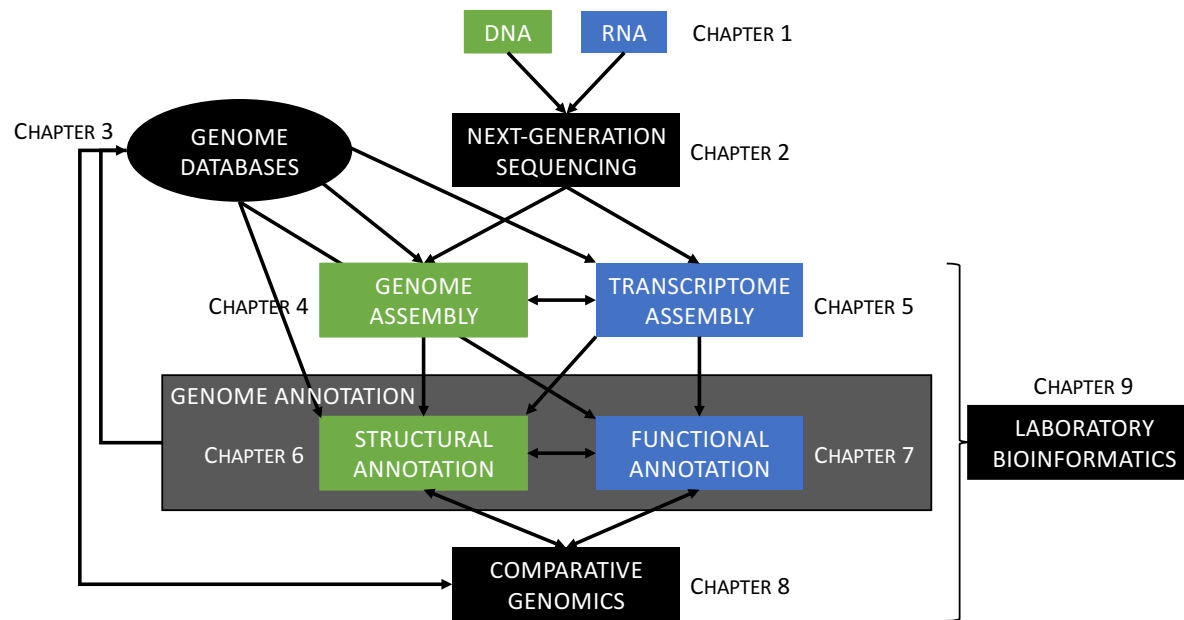 DNA
RNA
CHAPTER 1
CHAPTER 3
GENOME
DATABASES
NEXT-GENERATION
SEQUENCING
CHAPTER 2
CHAPTER 4
GENOME
ASSEMBLY
TRANSCRIPTOME
ASSEMBLY
CHAPTER 5
GENOME ANNOTATION
CHAPTER 6
STRUCTURAL
ANNOTATION
FUNCTIONAL
ANNOTATION
CHAPTER 7
CHAPTER 9
LABORATORY
BIOINFORMATICS
COMPARATIVE
GENOMICS
CHAPTER 8